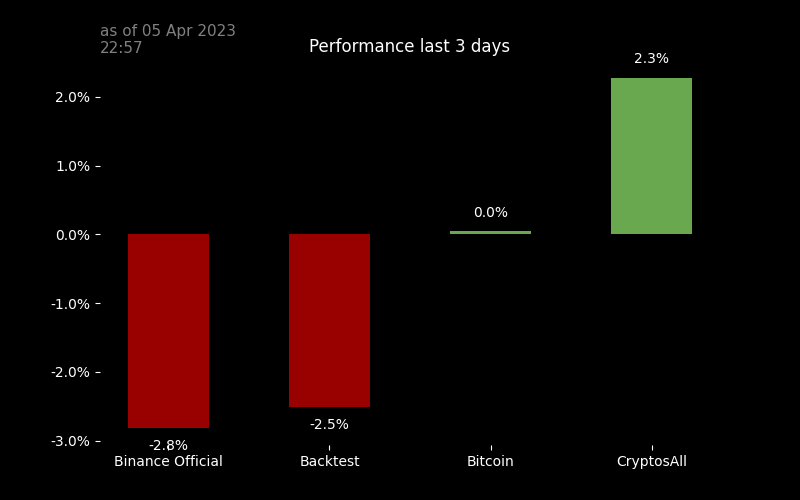 as of 05 Apr 2023
22:57
Performance last 3 days
2.3%
2.0%
1.0%
0.0%
0.0%
-1.0%
-2.0%
-2.5%
-3.0%
-2.8%
Binance Official
Backtest
Bitcoin
CryptosAll